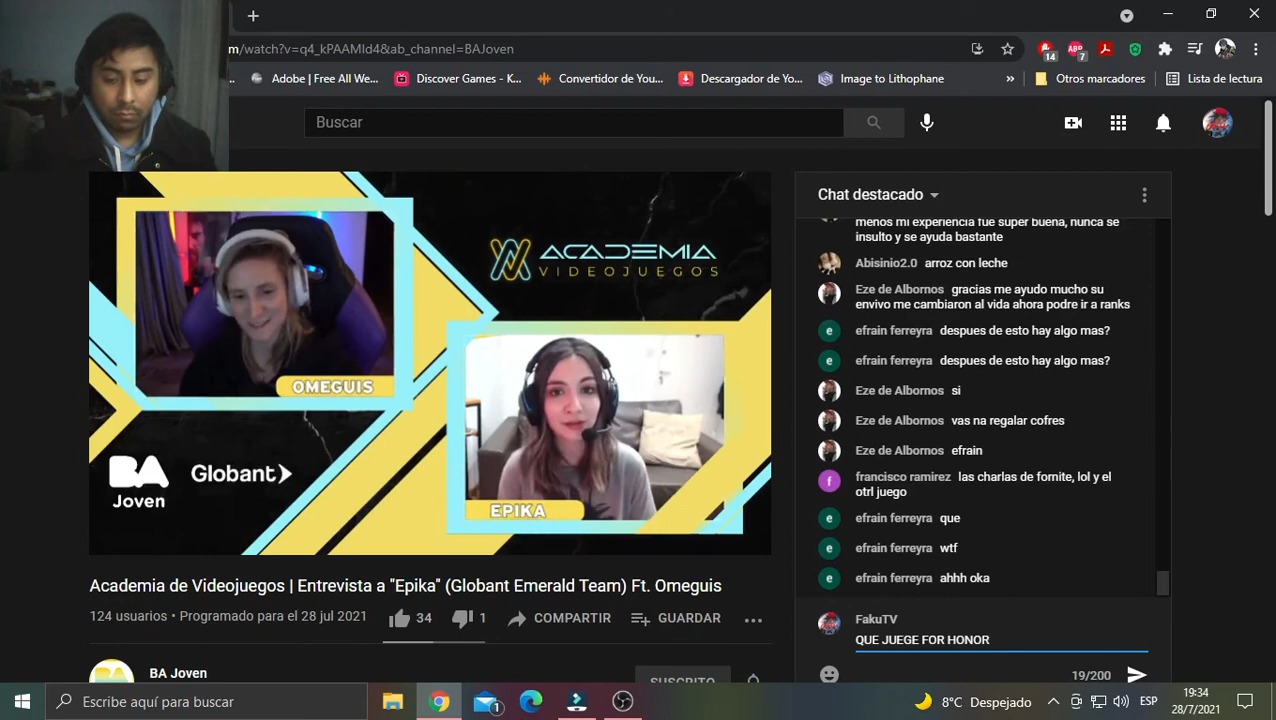 m/watch?v=q4_kPAAMId4&ab_channel=BAJoven
14
7
Adobe | Free All We...
Discover Games - K...
Convertidor de You...
Descargador de Yo...
Image to Lithophane
»
Otros marcadores
Lista de lectura
Buscar
ACADEMIA
VIDEOJUEGOS
OMEGUIS
EPIKA
BA
Joven
Globant
Academia de Videojuegos | Entrevista a "Epika" (Globant Emerald Team) Ft. Omeguis
124 usuarios • Programado para el 28 jul 2021
34
1
COMPARTIR
GUARDAR
BA Joven
SUSCRITO
Chat destacado
menos mi experiencia fue super buena, nunca se
insulto y se ayuda bastante
Abisinio2.0 arroz con leche
Eze de Albornos gracias me ayudo mucho su
envivo me cambiaron al vida ahora podre ir a ranks
efrain ferreyra despues de esto hay algo mas?
efrain ferreyra despues de esto hay algo mas?
Eze de Albornos si
Eze de Albornos vas na regalar cofres
Eze de Albornos efrain
francisco ramirez las charlas de fornite, lol y el
otrl juego
efrain ferreyra que
efrain ferreyra wtf
efrain ferreyra ahhh oka
FakuTV
QUE JUEGE FOR HONOR
19/200
Escribe aquí para buscar
1
8°C Despejado
ESP
19:34
28/7/2021